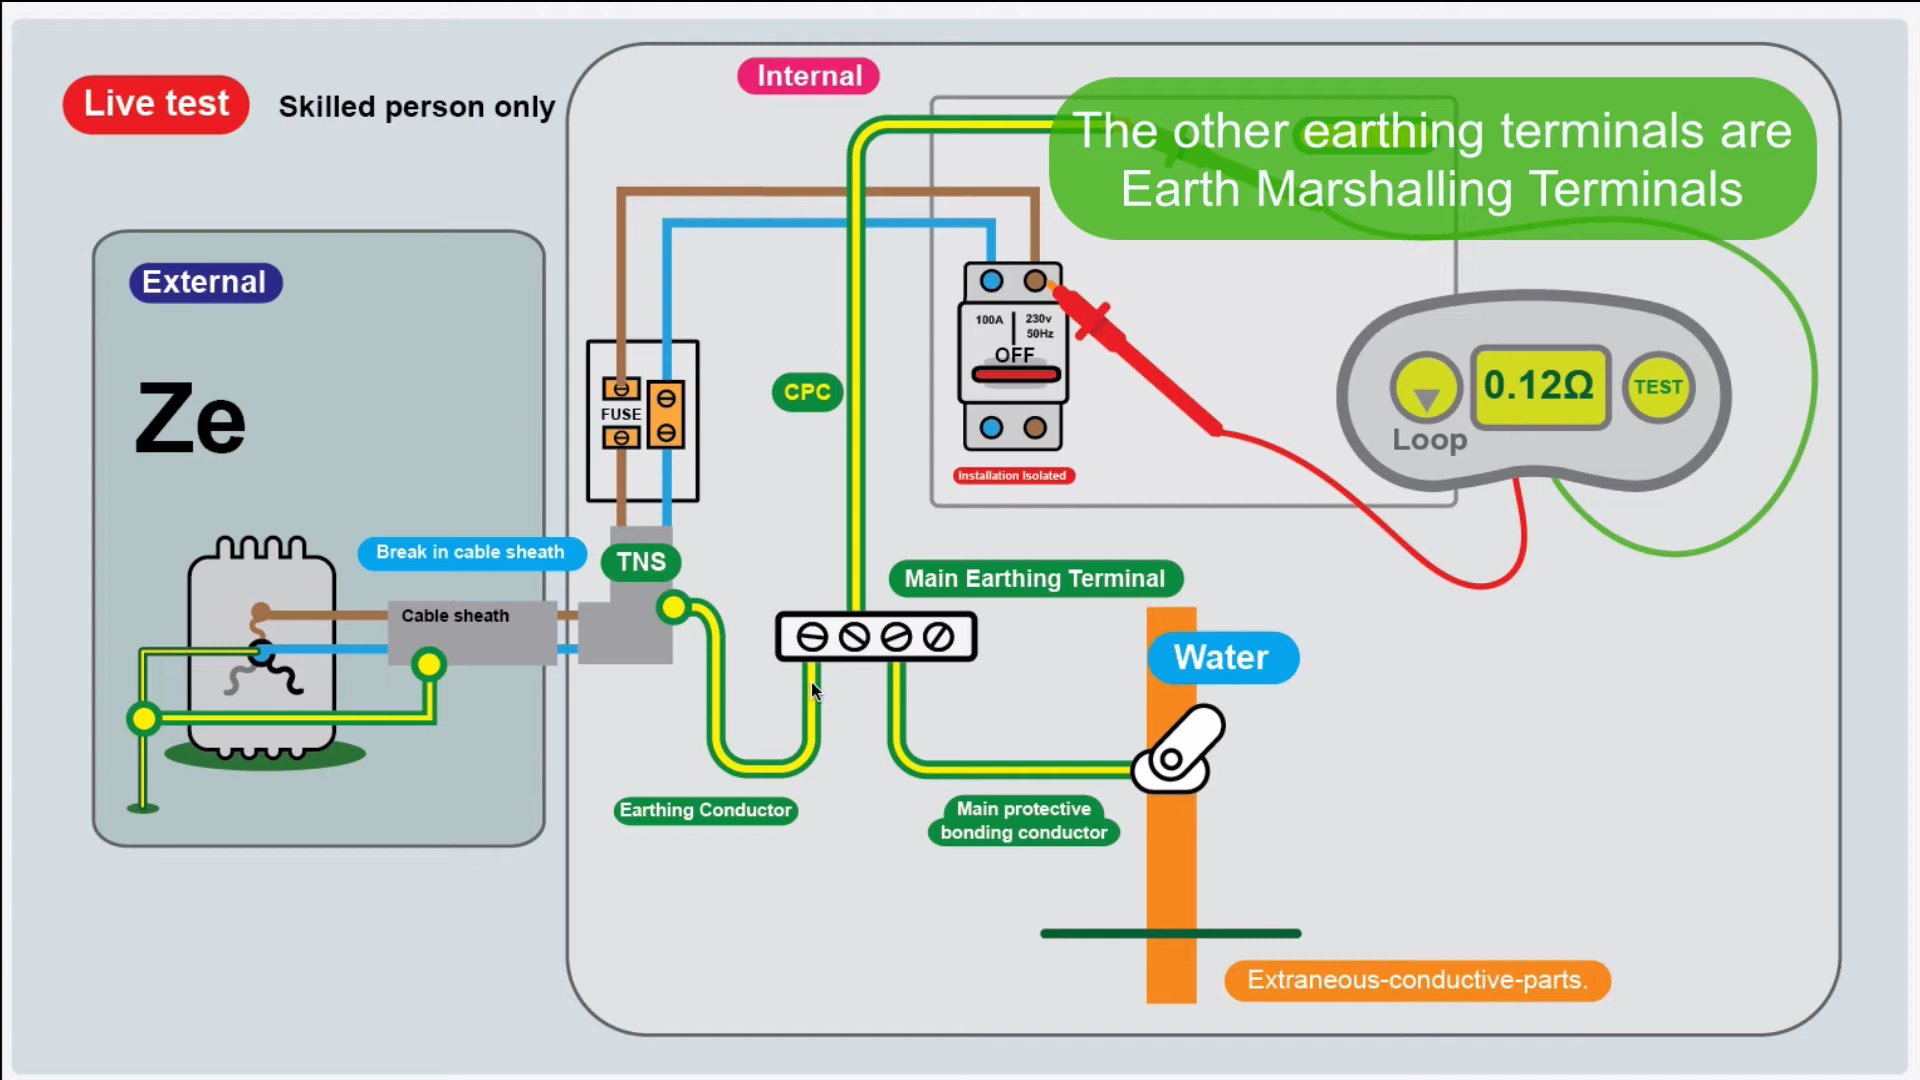 Internal
Live test
Skilled person only
The other earthing terminals are
Earth Marshalling Terminals
External
100A
230v
50Hz
OFF
Ze
CPC
FUSE
0.12Ω
TEST
Loop
Installation Isolated
Break in cable sheath
TNS
Main Earthing Terminal
Cable sheath
Water
Earthing Conductor
Main protective
bonding conductor
Extraneous-conductive-parts.